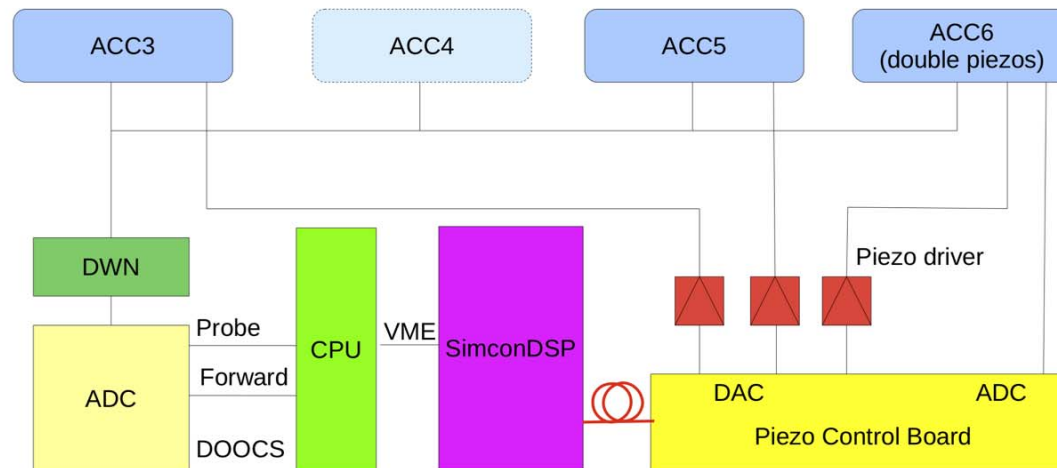 ACC3
ACC4
ACC5
ACC6
(double piezos)
DWN
Piezo driver
Probe
CPU
VME
SimconDSP
Forward
ADC
DOOCS
DAC
ADC
Piezo Control Board